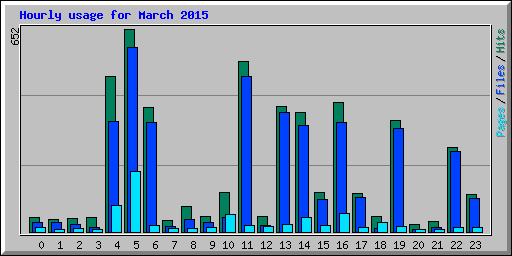 Hourly usage for March 2015
652
Pages/Files/Hits
0 1 2 3 4 5 6 7 8 9 10 11 12 13 14 15 16 17 18 19 20 21 22 23